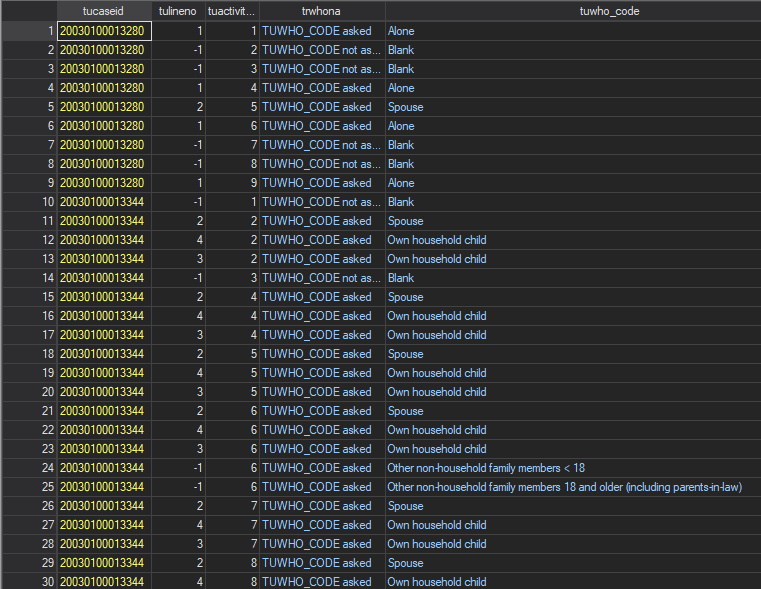 tucaseid tulineno tuactivit... trwhona tuwho_code
1 20030100013280 1 1 TUWHO_CODE asked Alone
2 20030100013280 -1 2 TUWHO_CODE not as... Blank
3 20030100013280 -1 3 TUWHO_CODE not as... Blank
4 20030100013280 1 4 TUWHO_CODE asked Alone
5 20030100013280 2 5 TUWHO_CODE asked Spouse
6 20030100013280 1 6 TUWHO_CODE asked Alone
7 20030100013280 -1 7 TUWHO_CODE not as... Blank
8 20030100013280 -1 8 TUWHO_CODE not as... Blank
9 20030100013280 1 9 TUWHO_CODE asked Alone
10 20030100013344 -1 1 TUWHO_CODE not as... Blank
11 20030100013344 2 2 TUWHO_CODE asked Spouse
12 20030100013344 4 2 TUWHO_CODE asked Own household child
13 20030100013344 3 2 TUWHO_CODE asked Own household child
14 20030100013344 -1 3 TUWHO_CODE not as... Blank
15 20030100013344 2 4 TUWHO_CODE asked Spouse
16 20030100013344 4 4 TUWHO_CODE asked Own household child
17 20030100013344 3 4 TUWHO_CODE asked Own household child
18 20030100013344 2 5 TUWHO_CODE asked Spouse
19 20030100013344 4 5 TUWHO_CODE asked Own household child
20 20030100013344 3 5 TUWHO_CODE asked Own household child
21 20030100013344 2 6 TUWHO_CODE asked Spouse
22 20030100013344 4 6 TUWHO_CODE asked Own household child
23 20030100013344 3 6 TUWHO_CODE asked Own household child
24 20030100013344 -1 6 TUWHO_CODE asked Other non-household family members < 18
25 20030100013344 -1 6 TUWHO_CODE asked Other non-household family members 18 and older (including parents-in-law)
26 20030100013344 2 7 TUWHO_CODE asked Spouse
27 20030100013344 4 7 TUWHO_CODE asked Own household child
28 20030100013344 3 7 TUWHO_CODE asked Own household child
29 20030100013344 2 8 TUWHO_CODE asked Spouse
30 20030100013344 4 8 TUWHO_CODE asked Own household child